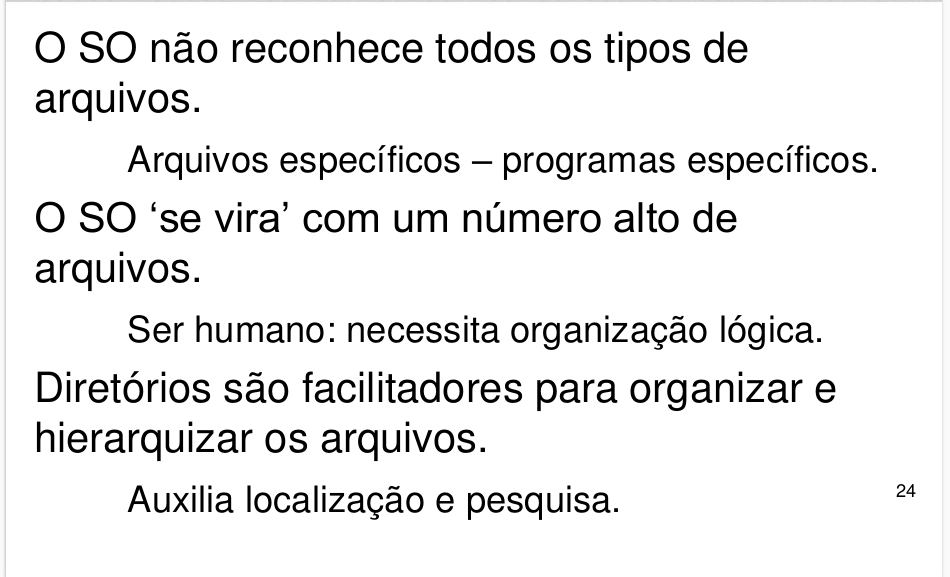 O SO não reconhece todos os tipos de
arquivos.
Arquivos específicos – programas específicos.
O SO ‘se vira’ com um número alto de
arquivos.
Ser humano: necessita organização lógica.
Diretórios são facilitadores para organizar e
hierarquizar os arquivos.
Auxilia localização e pesquisa.
24